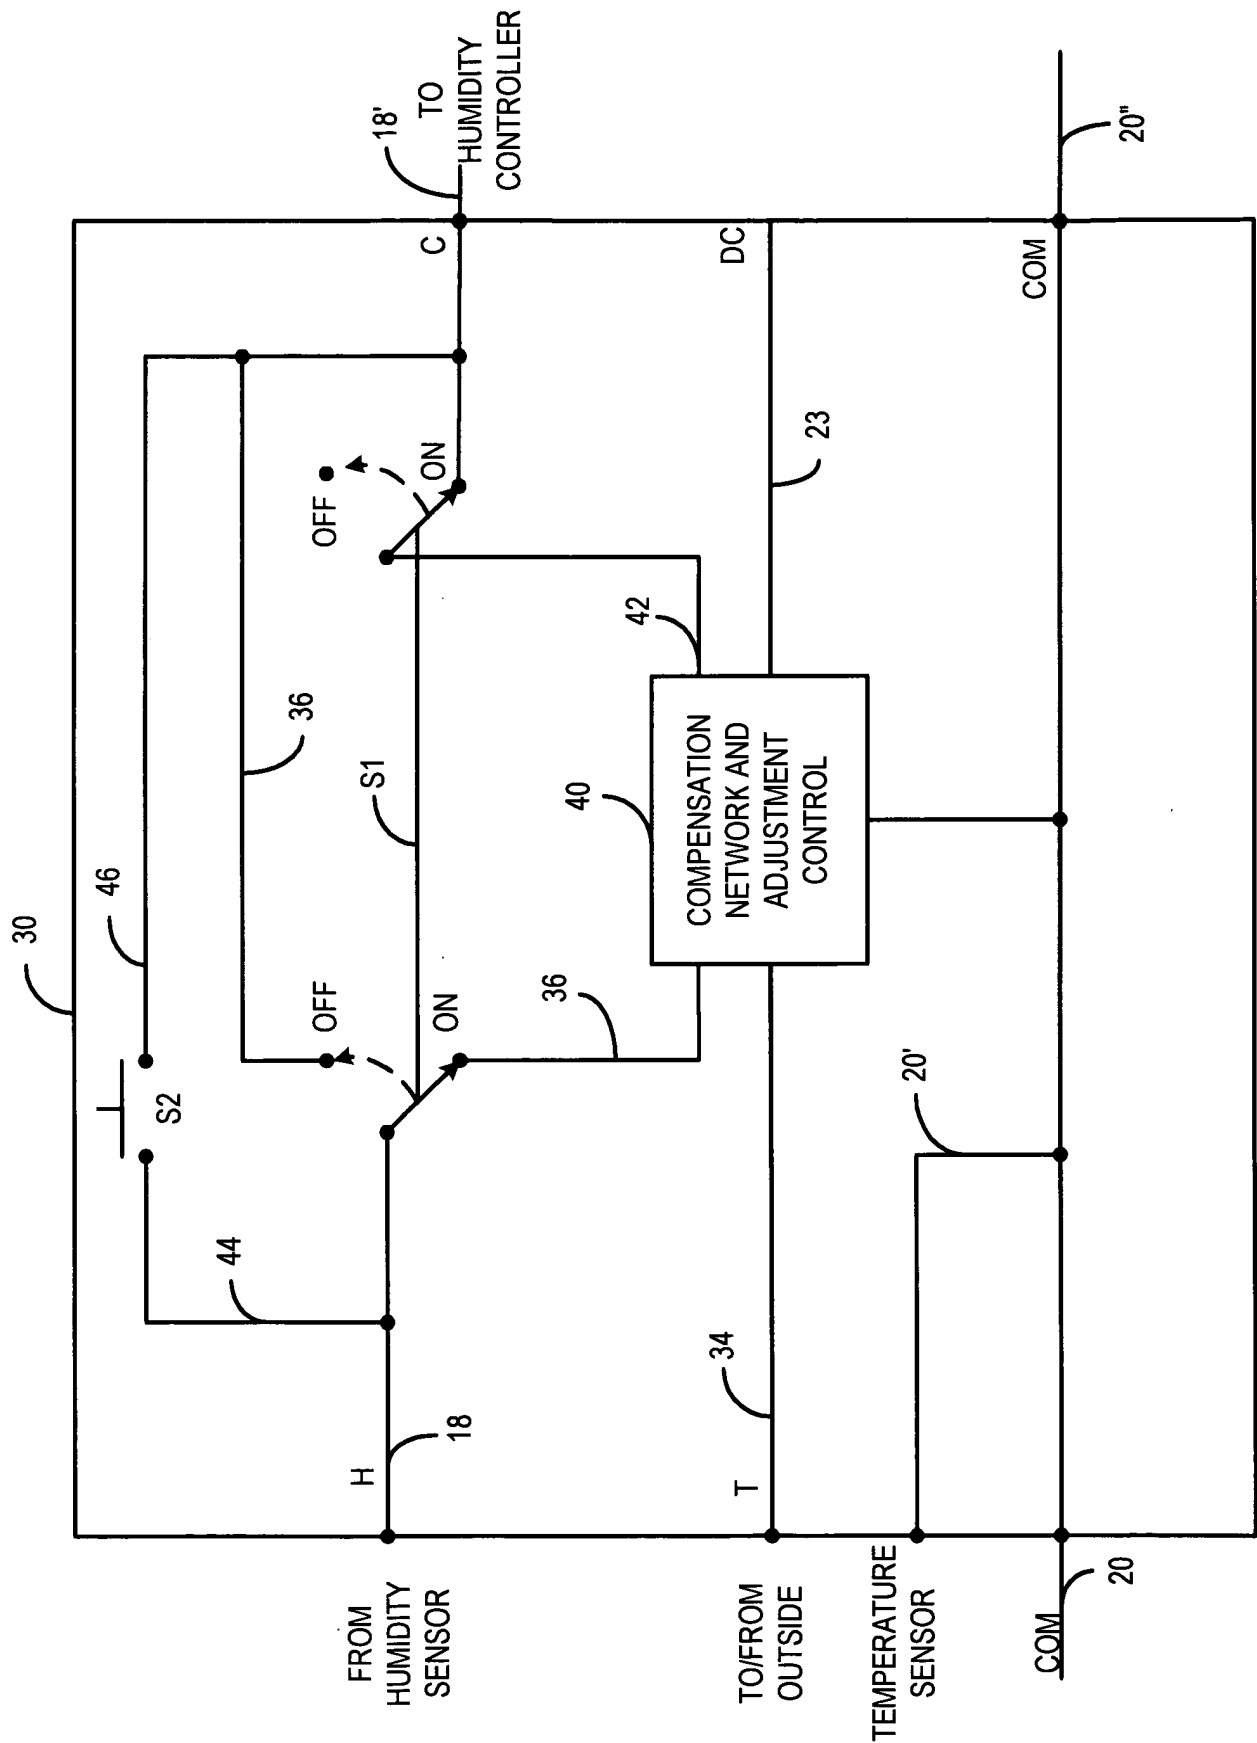 30
46
S2
44
36
OFF
OFF
S1
ON
ON
H
18
36
42
40
COMPENSATION
NETWORK AND
ADJUSTMENT
CONTROL
C
18'
TO
HUMIDITY
CONTROLLER
DC
23
T
34
20'
COM
20"
FROM
HUMIDITY
SENSOR
TO/FROM
OUTSIDE
TEMPERATURE
SENSOR
COM
20